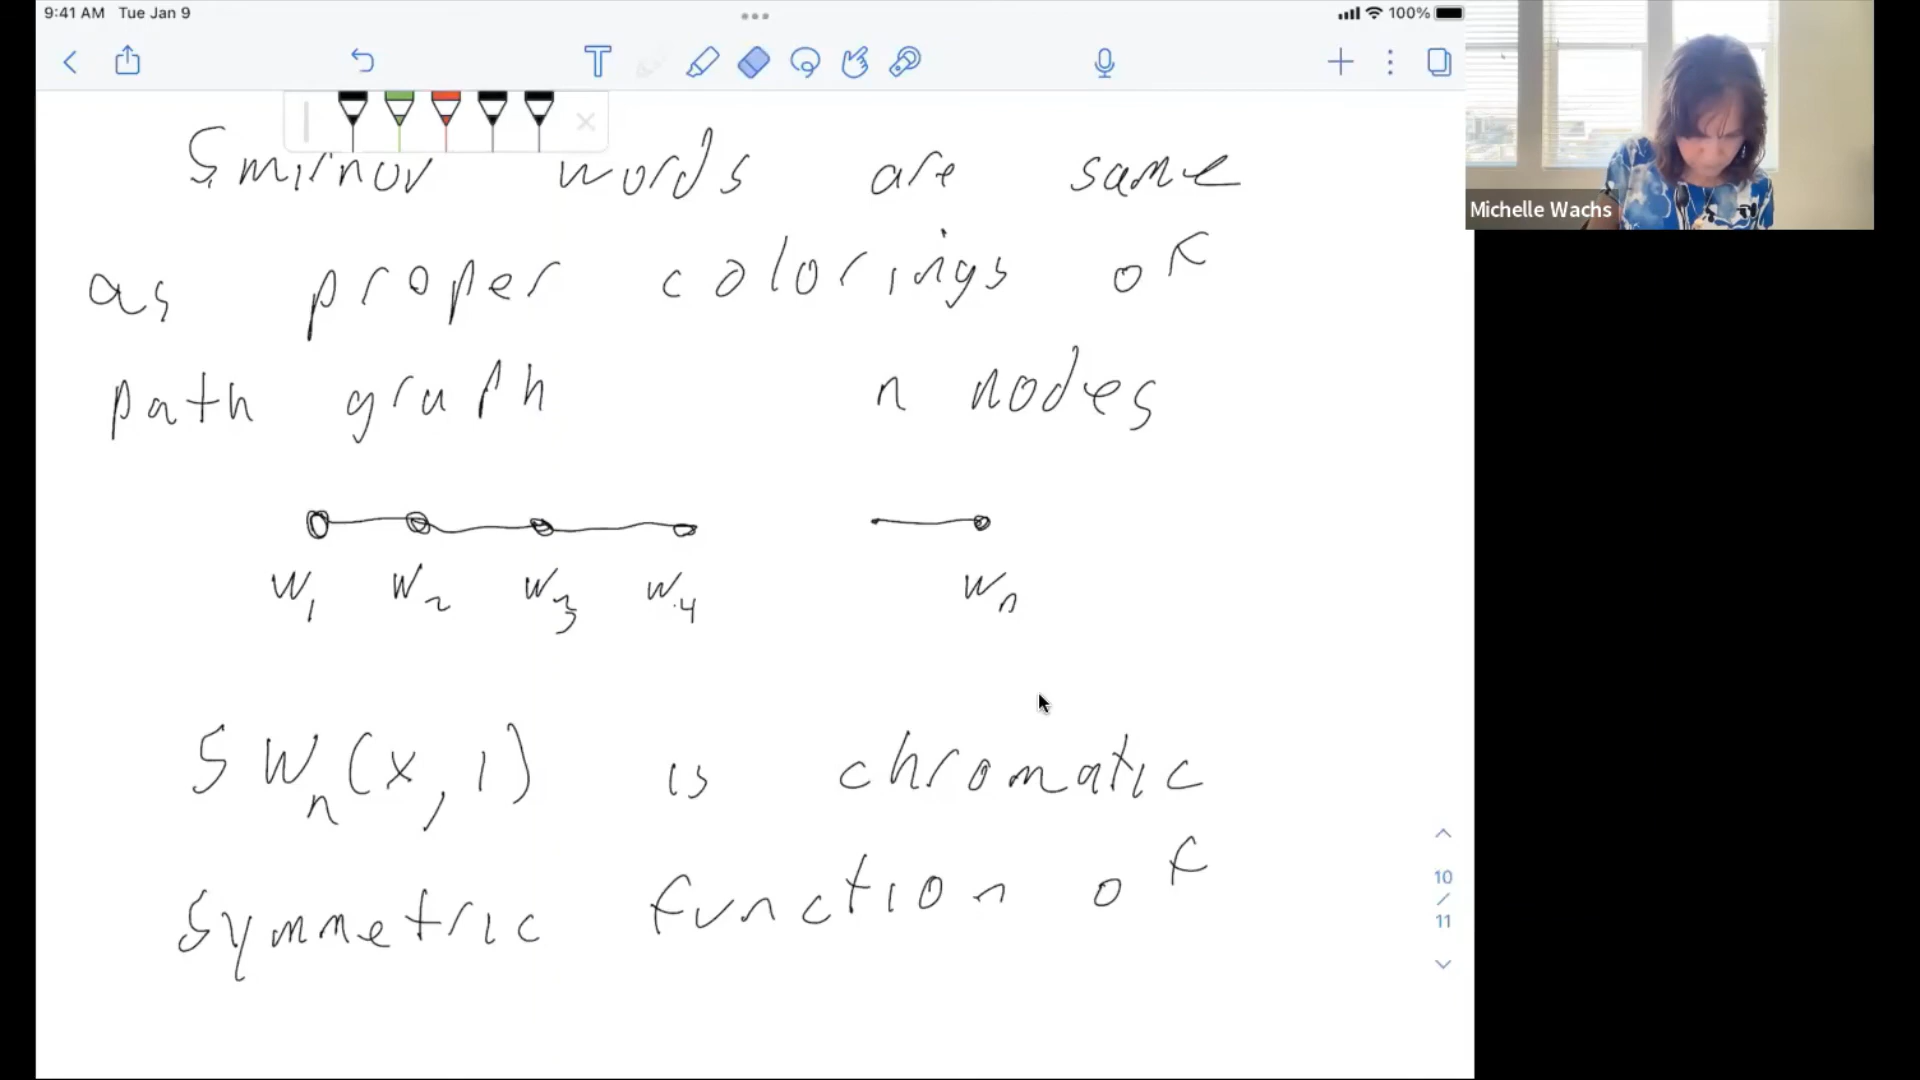 9:41 AM Tue Jan 9
100%
Smirnov words are same
as proper colorings of
path graph n nodes
w1 w2 w3 w4 wn
SWn(x,1) is chromatic
symmetric function of
10
/
11
Michelle Wachs